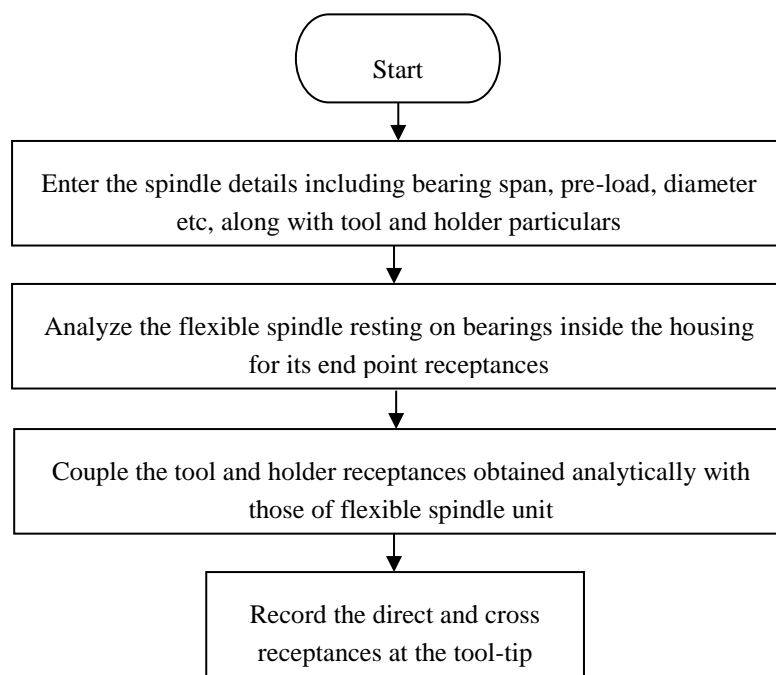 Start
Enter the spindle details including bearing span, pre-load, diameter
etc, along with tool and holder particulars
Analyze the flexible spindle resting on bearings inside the housing
for its end point receptances
Couple the tool and holder receptances obtained analytically with
those of flexible spindle unit
Record the direct and cross
receptances at the tool-tip